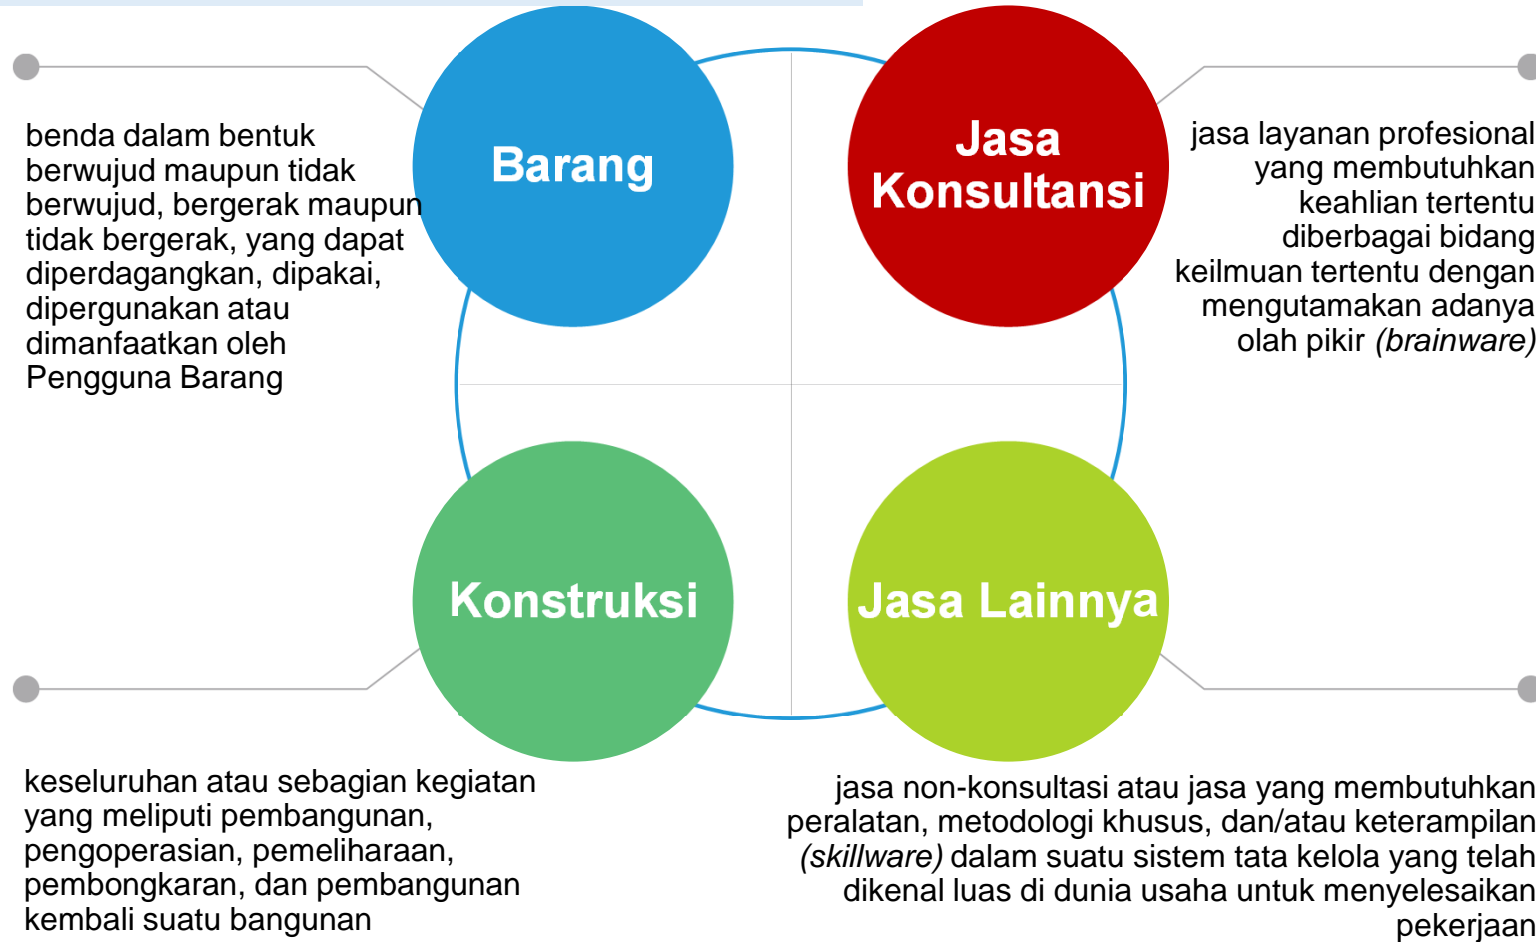 Barang
benda dalam bentuk
berwujud maupun tidak
berwujud, bergerak maupun
tidak bergerak, yang dapat
diperdagangkan, dipakai,
dipergunakan atau
dimanfaatkan oleh
Pengguna Barang
Jasa
Konsultansi
jasa layanan profesional
yang membutuhkan
keahlian tertentu
diberbagai bidang
keilmuan tertentu dengan
mengutamakan adanya
olah pikir (brainware)
Konstruksi
keseluruhan atau sebagian kegiatan
yang meliputi pembangunan,
pengoperasian, pemeliharaan,
pembongkaran, dan pembangunan
kembali suatu bangunan
Jasa Lainnya
jasa non-konsultasi atau jasa yang membutuhkan
peralatan, metodologi khusus, dan/atau keterampilan
(skillware) dalam suatu sistem tata kelola yang telah
dikenal luas di dunia usaha untuk menyelesaikan
pekerjaan